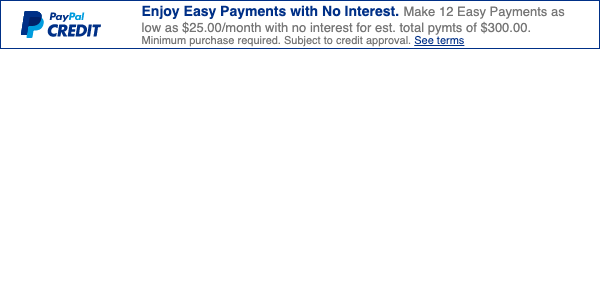 PayPal
CREDIT
Enjoy Easy Payments with No Interest. Make 12 Easy Payments as
low as $25.00/month with no interest for est. total pymts of $300.00.
Minimum purchase required. Subject to credit approval. See terms